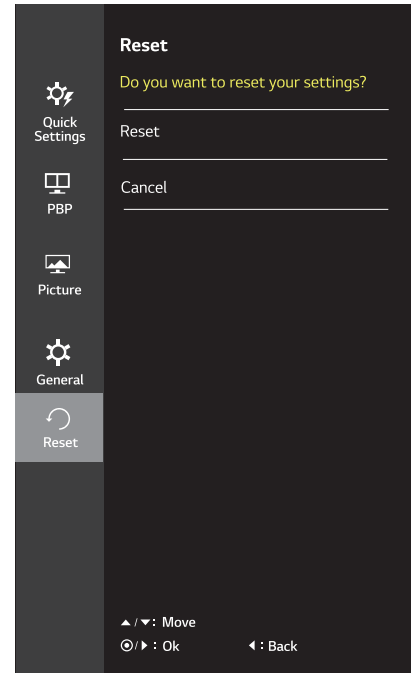 Reset
Do you want to reset your settings?
Reset
Cancel
Quick
Settings
PBP
Picture
General
Reset
▲/▼: Move
◉/▶ : Ok ◀ : Back